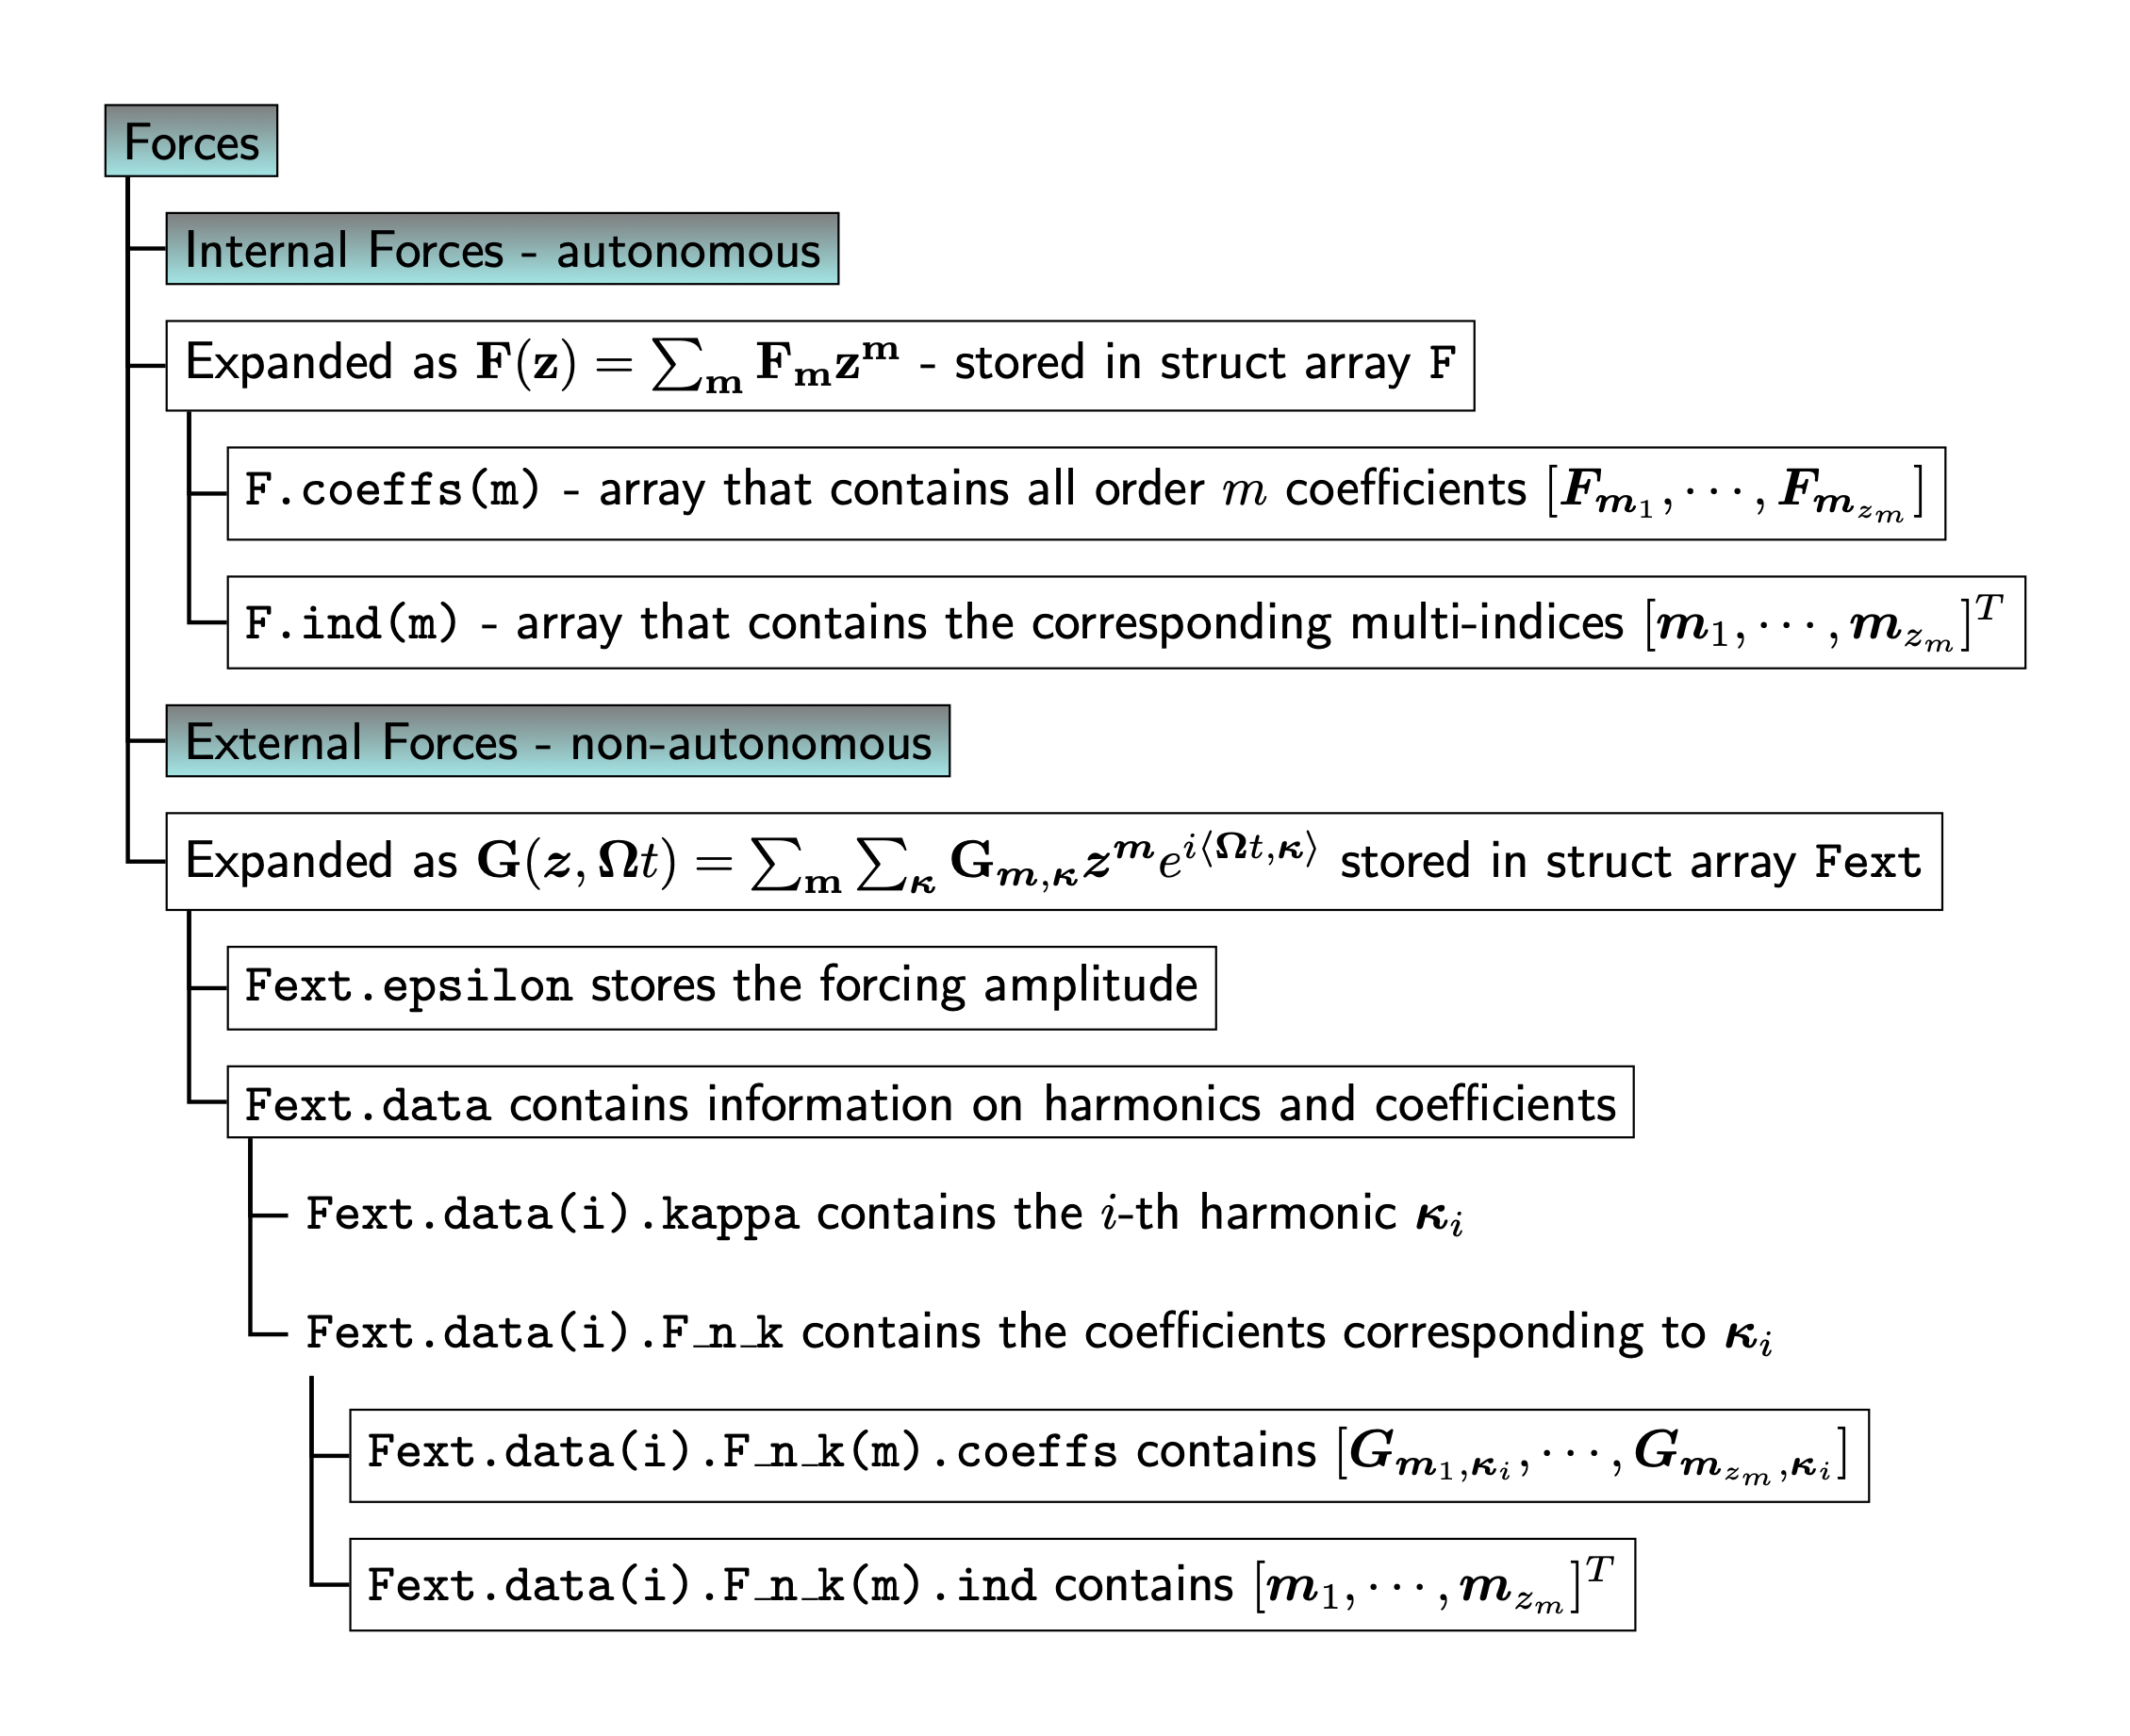 Forces
Internal Forces - autonomous
Expanded as $\mathbf{F}(\mathbf{z}) = \sum_{\mathbf{m}} \mathbf{F}_{\mathbf{m}} \mathbf{z}^{\mathbf{m}}$ - stored in struct array F
F.coeffs(m) - array that contains all order $m$ coefficients $[\boldsymbol{F}_{\boldsymbol{m}_1}, \cdots, \boldsymbol{F}_{\boldsymbol{m}_{z_m}}]$
F.ind(m) - array that contains the corresponding multi-indices $[\boldsymbol{m}_1, \cdots, \boldsymbol{m}_{z_m}]^T$
External Forces - non-autonomous
Expanded as $\mathbf{G}(\boldsymbol{z}, \boldsymbol{\Omega} t) = \sum_{\mathbf{m}} \sum_{\boldsymbol{\kappa}} \mathbf{G}_{\boldsymbol{m}, \boldsymbol{\kappa}} \boldsymbol{z}^{\boldsymbol{m}} e^{i \langle \boldsymbol{\Omega} t, \boldsymbol{\kappa} \rangle}$ stored in struct array Fext
Fext.epsilon stores the forcing amplitude
Fext.data contains information on harmonics and coefficients
Fext.data(i).kappa contains the $i$-th harmonic $\boldsymbol{\kappa}_i$
Fext.data(i).F_n_k contains the coefficients corresponding to $\boldsymbol{\kappa}_i$
Fext.data(i).F_n_k(m).coeffs contains $[\boldsymbol{G}_{\boldsymbol{m}_1, \boldsymbol{\kappa}_i}, \cdots, \boldsymbol{G}_{\boldsymbol{m}_{z_m}, \boldsymbol{\kappa}_i}]$
Fext.data(i).F_n_k(m).ind contains $[\boldsymbol{m}_1, \cdots, \boldsymbol{m}_{z_m}]^T$